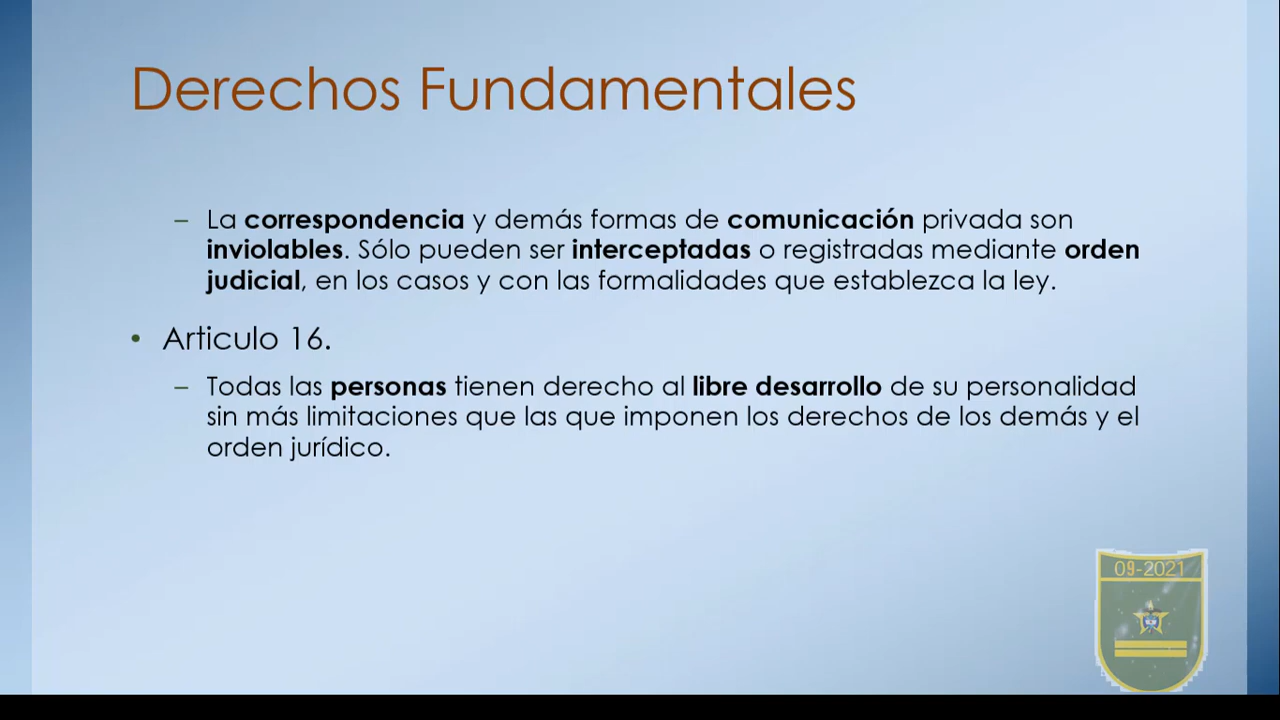 Derechos Fundamentales
– La correspondencia y demás formas de comunicación privada son
inviolables. Sólo pueden ser interceptadas o registradas mediante orden
judicial, en los casos y con las formalidades que establezca la ley.
• Articulo 16.
– Todas las personas tienen derecho al libre desarrollo de su personalidad
sin más limitaciones que las que imponen los derechos de los demás y el
orden jurídico.
09-2021